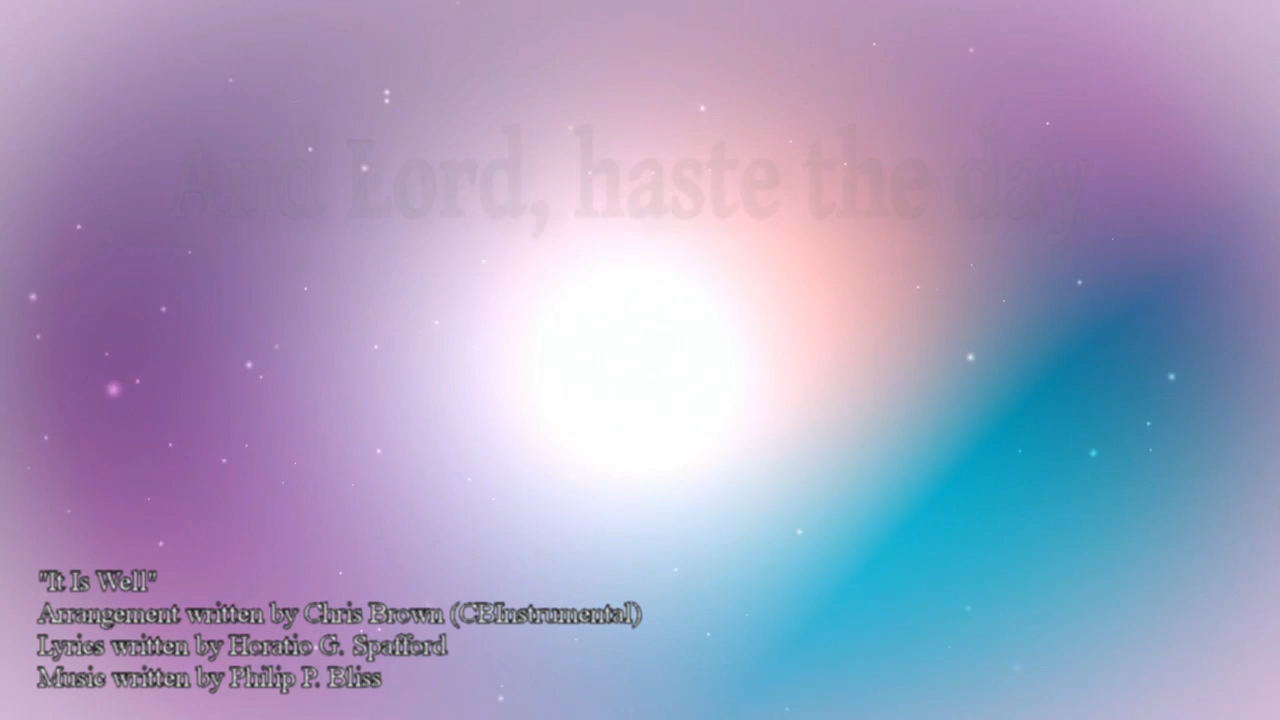 And Lord, haste the day,
"It Is Well"
Arrangement written by Chris Brown (CBInstrumental)
Lyrics written by Horatio G. Spafford
Music written by Philip P. Bliss